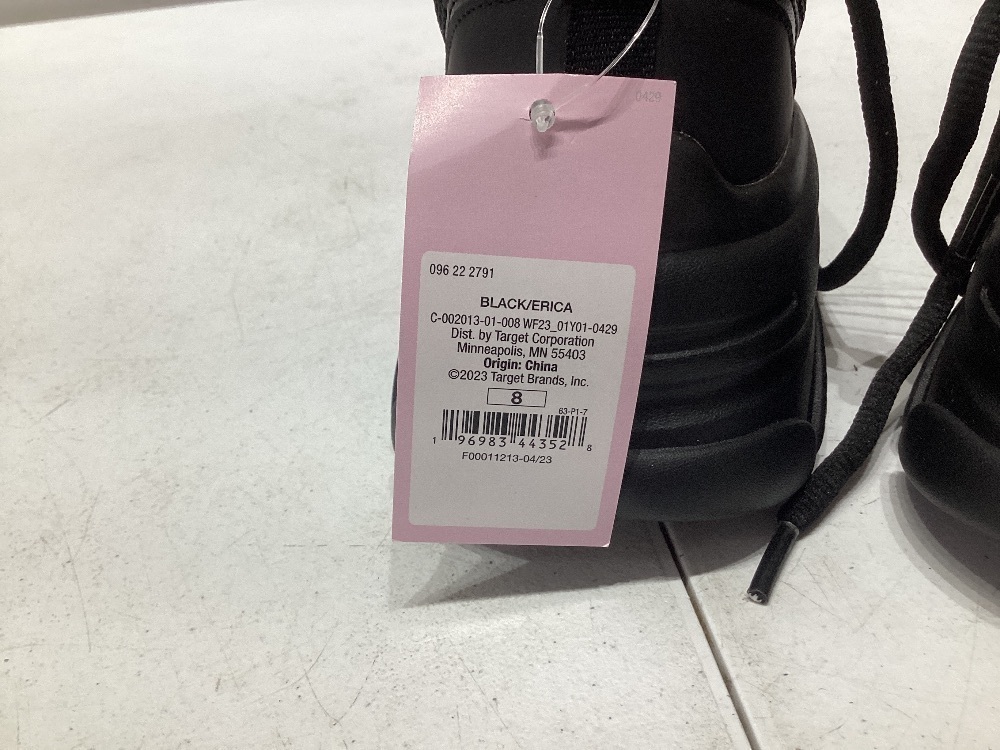 0429
096 22 2791
BLACK/ERICA
C-002013-01-008 WF23_01Y01-0429
Dist. by Target Corporation
Minneapolis, MN 55403
Origin: China
©2023 Target Brands, Inc.
8
63-P1-7
1 96983 44352 8
F00011213-04/23